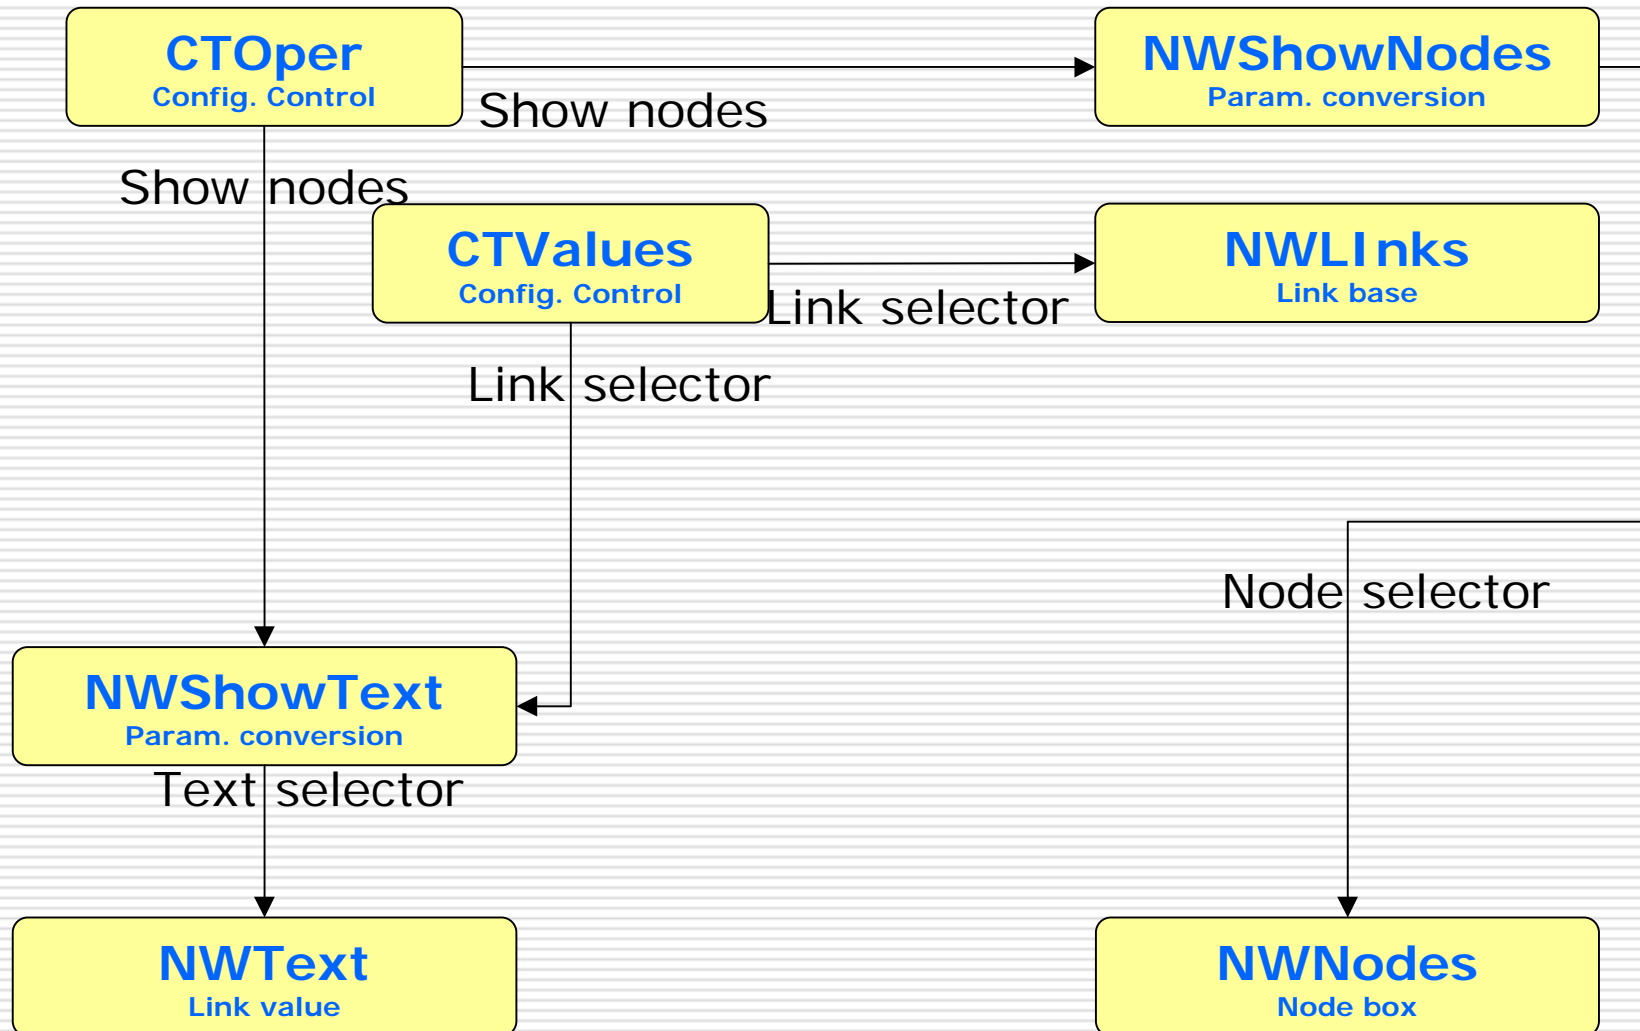 CTOper
Config. Control
NWShowNodes
Param. conversion
Show nodes
Show nodes
CTValues
Config. Control
NWLInks
Link base
Link selector
Link selector
Node selector
NWShowText
Param. conversion
Text selector
NWText
Link value
NWNodes
Node box